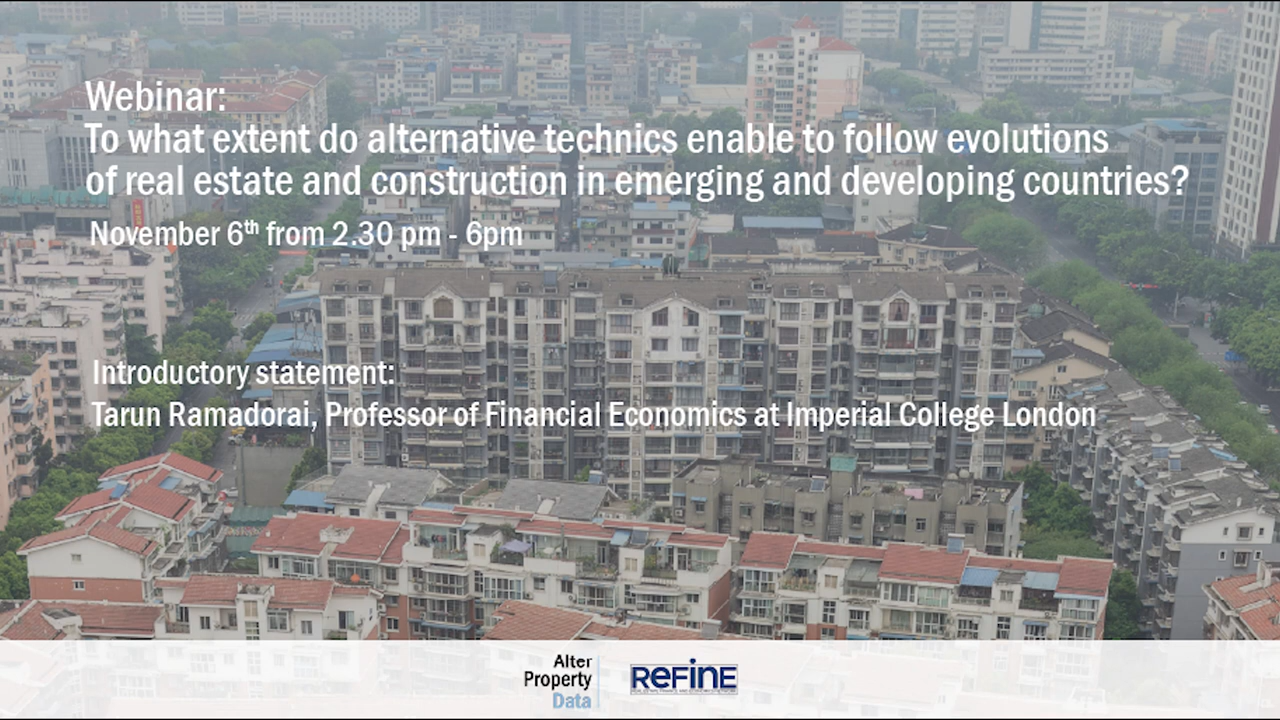 Webinar:
To what extent do alternative technics enable to follow evolutions
of real estate and construction in emerging and developing countries?
November 6th from 2.30 pm - 6pm
Introductory statement:
Tarun Ramadorai, Professor of Financial Economics at Imperial College London
Alter
Property
Data
REFINE